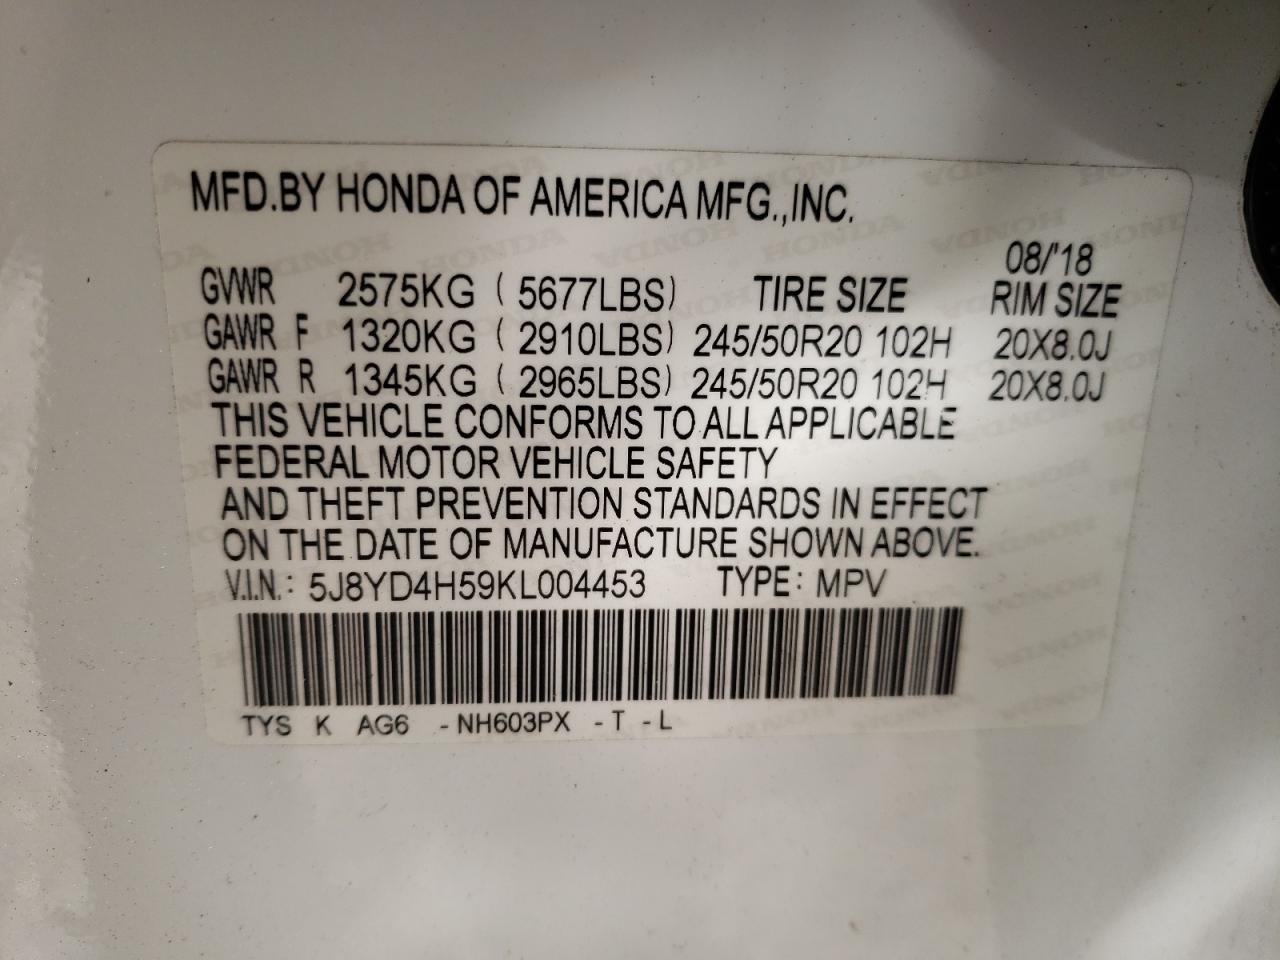 MFD.BY HONDA OF AMERICA MFG.,INC.
08/'18
GVWR 2575KG ( 5677LBS) TIRE SIZE RIM SIZE
GAWR F 1320KG ( 2910LBS) 245/50R20 102H 20X8.0J
GAWR R 1345KG ( 2965LBS) 245/50R20 102H 20X8.0J
THIS VEHICLE CONFORMS TO ALL APPLICABLE
FEDERAL MOTOR VEHICLE SAFETY
AND THEFT PREVENTION STANDARDS IN EFFECT
ON THE DATE OF MANUFACTURE SHOWN ABOVE.
V.I.N.: 5J8YD4H59KL004453 TYPE: MPV
TYS K AG6 -NH603PX -T -L